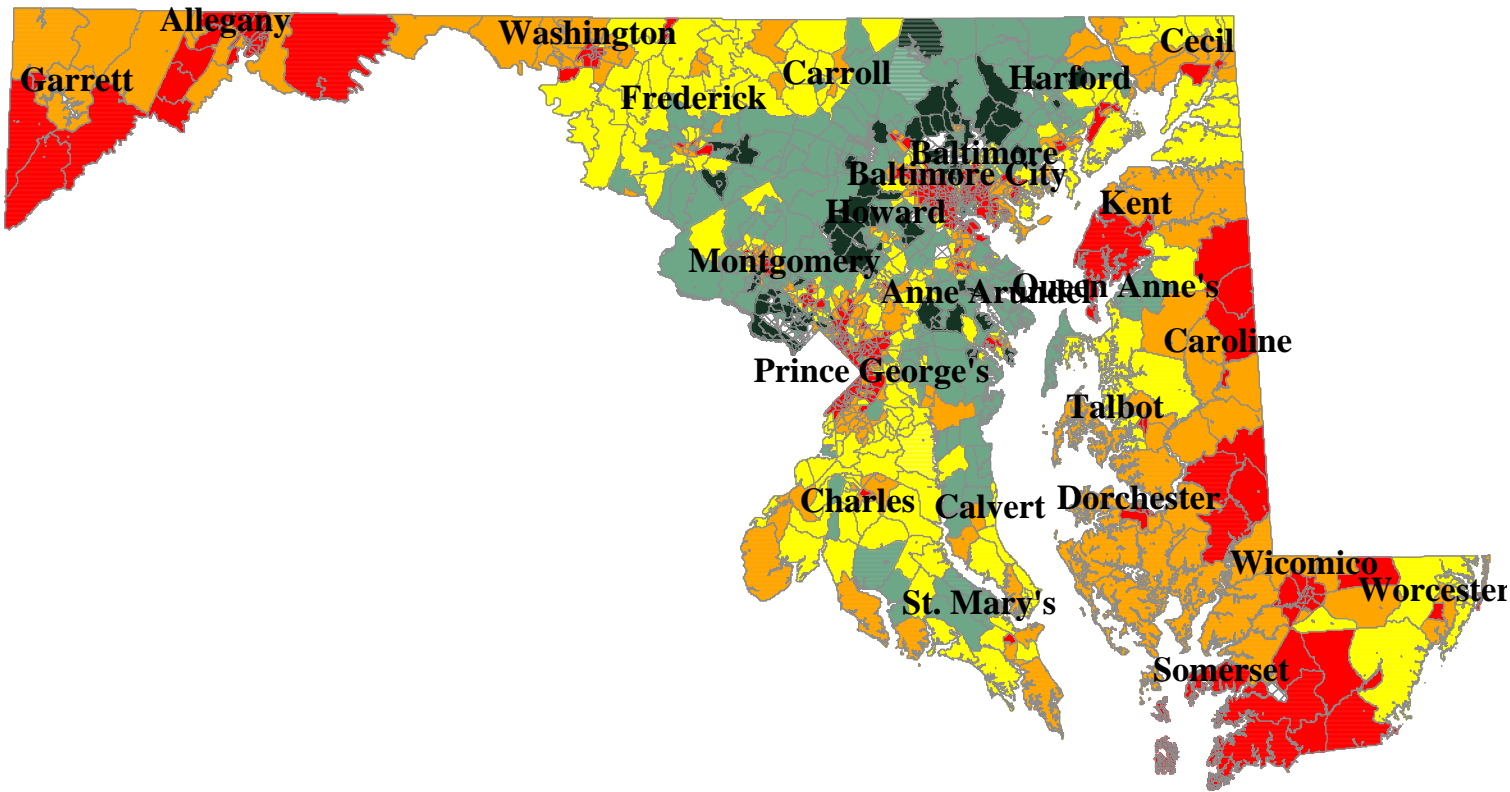 Allegany
Washington
Cecil
Garrett
Carroll
Harford
Frederick
Baltimore
Baltimore City
Howard
Kent
Montgomery
Anne Arundel
Queen Anne's
Caroline
Prince George's
Talbot
Charles
Calvert
Dorchester
Wicomico
Worcester
St. Mary's
Somerset